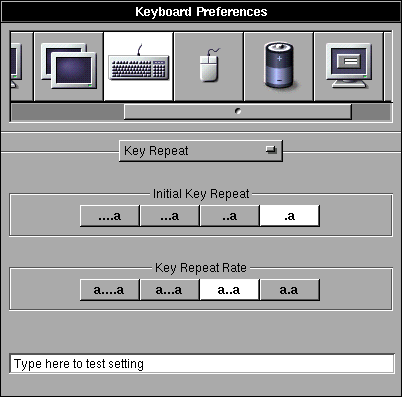 Keyboard Preferences
Key Repeat
Initial Key Repeat
....a ...a ..a .a
Key Repeat Rate
a....a a...a a..a a.a
Type here to test setting